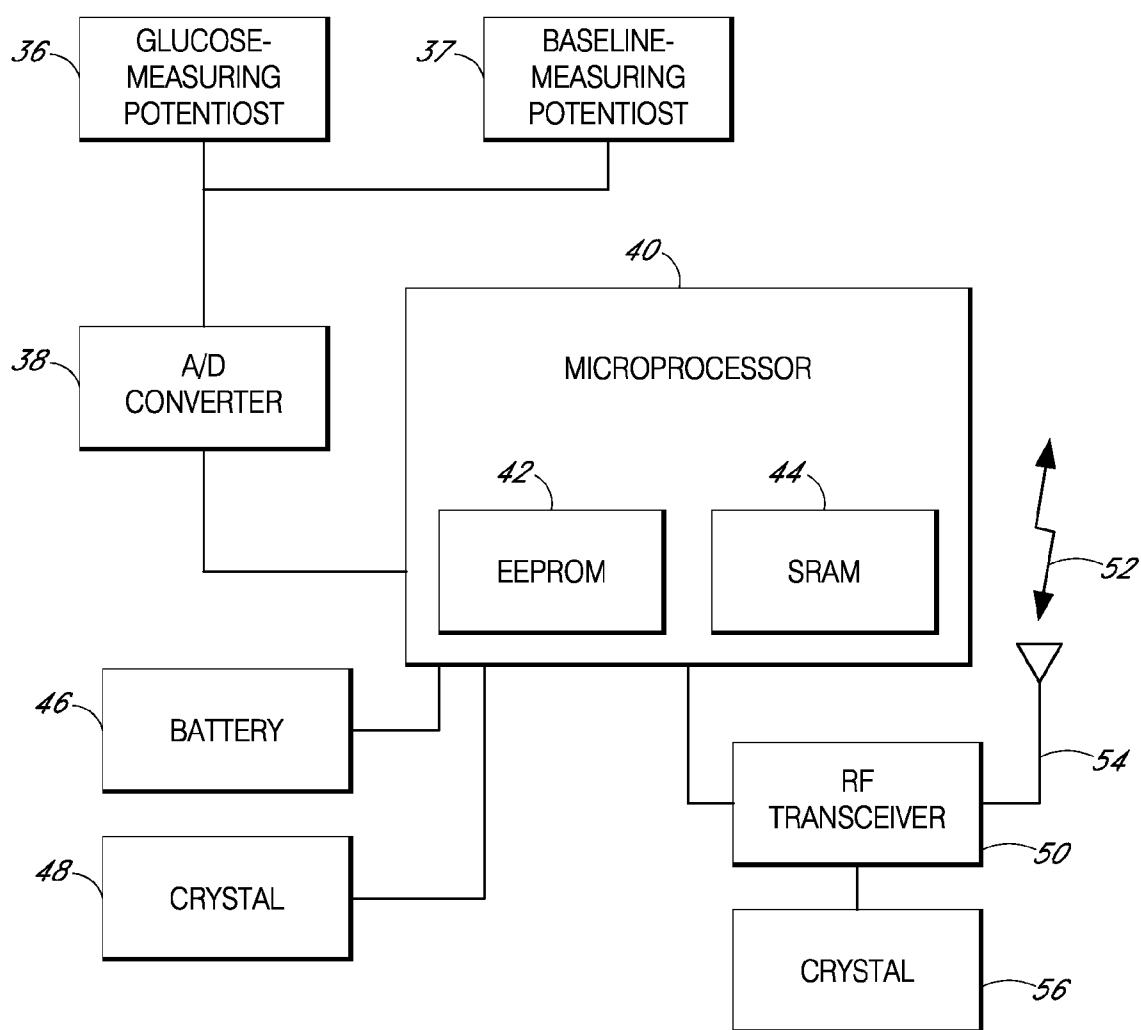 36
GLUCOSE-
MEASURING
POTENTIOST
37
BASELINE-
MEASURING
POTENTIOST
40
38
A/D
CONVERTER
MICROPROCESSOR
42
44
EEPROM
SRAM
52
46
BATTERY
54
RF
TRANSCEIVER
50
48
CRYSTAL
CRYSTAL
56